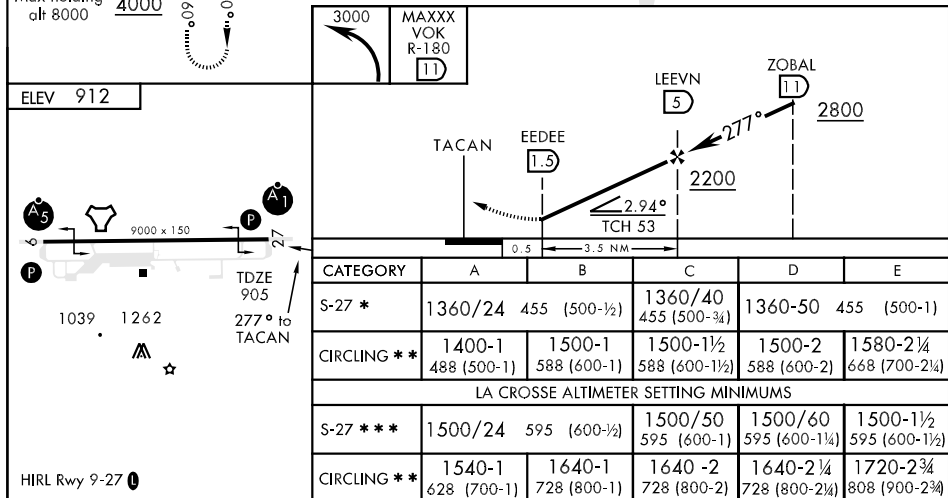 alt 8000
4000
060°
3000
MAXXX
VOK
R-180
11
ELEV 912
TACAN
EEDEE
1.5
LEEVN
5
ZOBAL
11
277°
2800
2200
2.94°
TCH 53
0.5
3.5 NM
A5
A1
P
9000 x 150
9
27
P
TDZE
905
277° to
TACAN
1039
1262
HIRL Rwy 9-27 L
CATEGORY A B C D E
S-27 * 1360/24 455 (500-½) 1360/40 455 (500-¾) 1360-50 455 (500-1)
CIRCLING ** 1400-1 488 (500-1) 1500-1 588 (600-1) 1500-1½ 588 (600-1½) 1500-2 588 (600-2) 1580-2¼ 668 (700-2¼)
LA CROSSE ALTIMETER SETTING MINIMUMS
S-27 *** 1500/24 595 (600-½) 1500/50 595 (600-1) 1500/60 595 (600-1¼) 1500-1½ 595 (600-1½)
CIRCLING ** 1540-1 628 (700-1) 1640-1 728 (800-1) 1640 -2 728 (800-2) 1640-2¼ 728 (800-2¼) 1720-2¾ 808 (900-2¾)